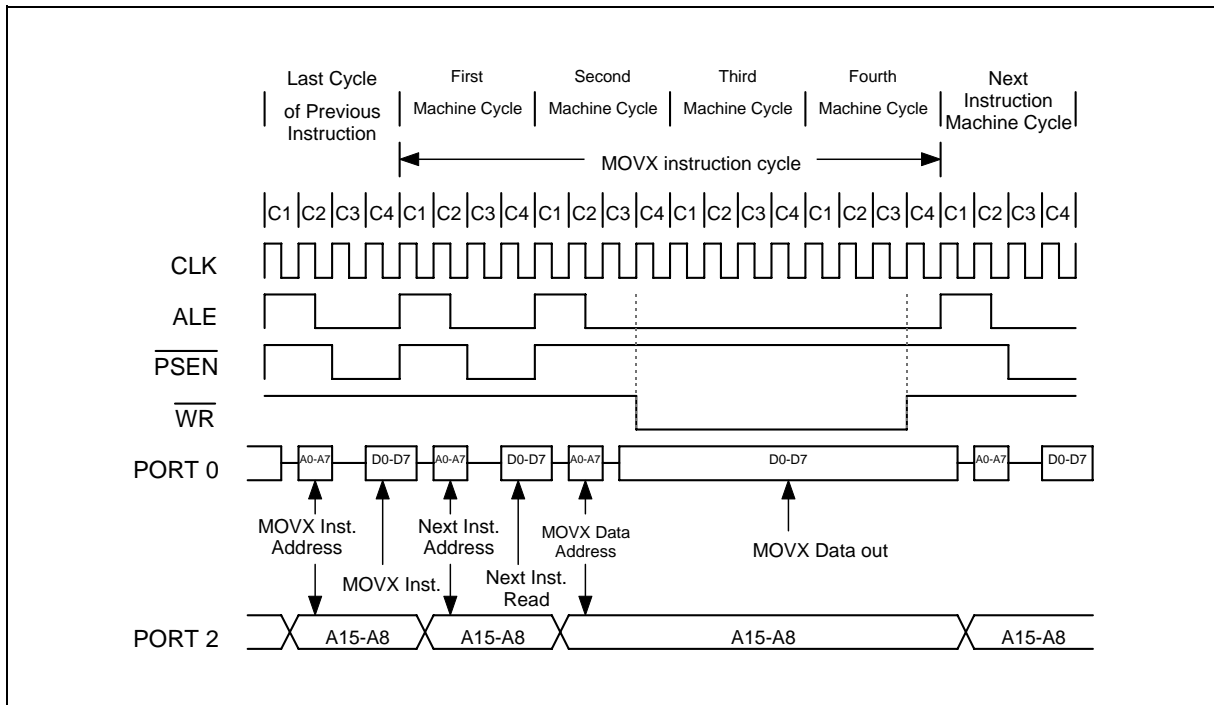 Last Cycle
of Previous
Instruction
First
Machine Cycle
Second
Machine Cycle
Third
Machine Cycle
Fourth
Machine Cycle
Next
Instruction
Machine Cycle
MOVX instruction cycle
C1 C2 C3 C4 C1 C2 C3 C4 C1 C2 C3 C4 C1 C2 C3 C4 C1 C2 C3 C4 C1 C2 C3 C4
CLK
ALE
PSEN
WR
PORT 0
A0-A7 D0-D7 A0-A7 D0-D7 A0-A7 D0-D7 A0-A7 D0-D7
MOVX Inst.
Address
MOVX Inst.
Next Inst.
Address
Next Inst.
Read
MOVX Data
Address
MOVX Data out
PORT 2
A15-A8 A15-A8 A15-A8 A15-A8